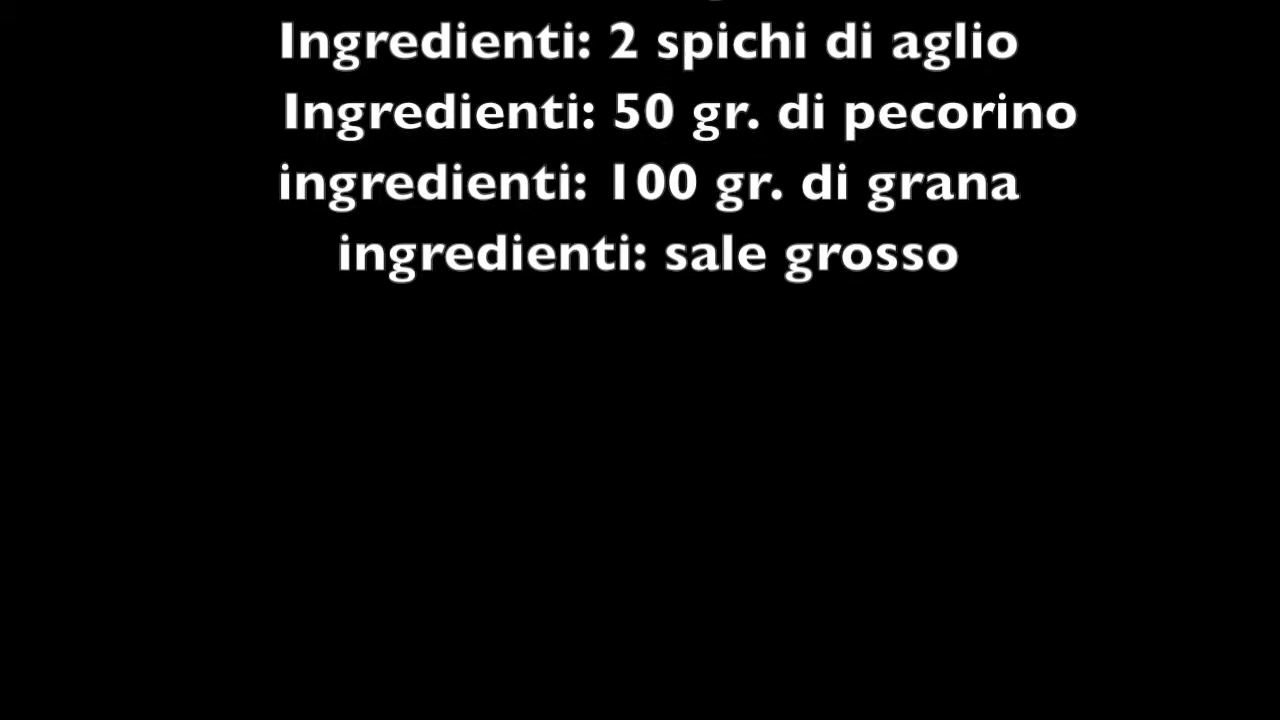 Ingredienti: 2 spichi di aglio
Ingredienti: 50 gr. di pecorino
ingredienti: 100 gr. di grana
ingredienti: sale grosso